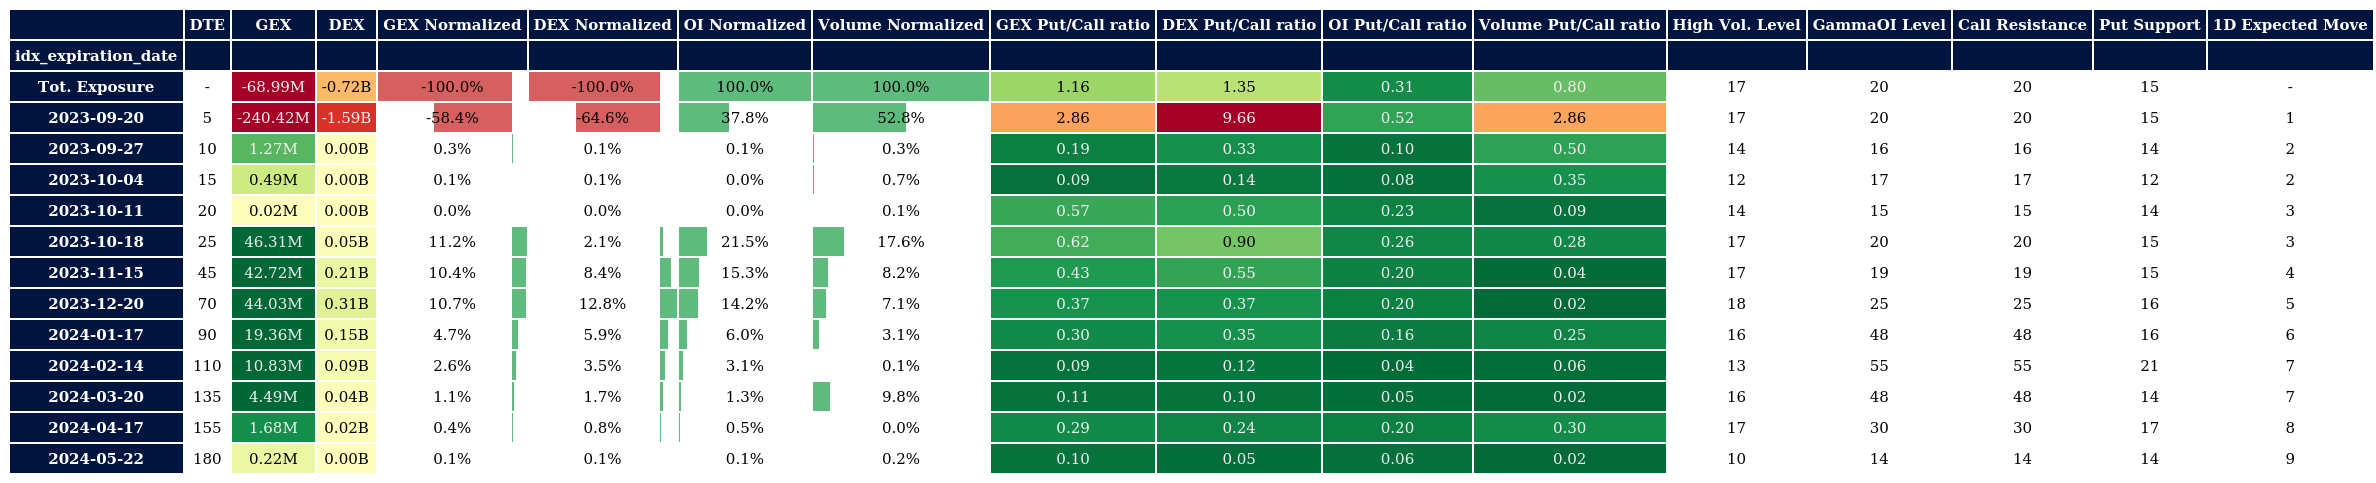 DTE GEX DEX GEX Normalized DEX Normalized OI Normalized Volume Normalized GEX Put/Call ratio DEX Put/Call ratio OI Put/Call ratio Volume Put/Call ratio High Vol. Level GammaOI Level Call Resistance Put Support 1D Expected Move
idx_expiration_date
Tot. Exposure - -68.99M -0.72B -100.0% -100.0% 100.0% 100.0% 1.16 1.35 0.31 0.80 17 20 20 15 -
2023-09-20 5 -240.42M -1.59B -58.4% -64.6% 37.8% 52.8% 2.86 9.66 0.52 2.86 17 20 20 15 1
2023-09-27 10 1.27M 0.00B 0.3% 0.1% 0.1% 0.3% 0.19 0.33 0.10 0.50 14 16 16 14 2
2023-10-04 15 0.49M 0.00B 0.1% 0.1% 0.0% 0.7% 0.09 0.14 0.08 0.35 12 17 17 12 2
2023-10-11 20 0.02M 0.00B 0.0% 0.0% 0.0% 0.1% 0.57 0.50 0.23 0.09 14 15 15 14 3
2023-10-18 25 46.31M 0.05B 11.2% 2.1% 21.5% 17.6% 0.62 0.90 0.26 0.28 17 20 20 15 3
2023-11-15 45 42.72M 0.21B 10.4% 8.4% 15.3% 8.2% 0.43 0.55 0.20 0.04 17 19 19 15 4
2023-12-20 70 44.03M 0.31B 10.7% 12.8% 14.2% 7.1% 0.37 0.37 0.20 0.02 18 25 25 16 5
2024-01-17 90 19.36M 0.15B 4.7% 5.9% 6.0% 3.1% 0.30 0.35 0.16 0.25 16 48 48 16 6
2024-02-14 110 10.83M 0.09B 2.6% 3.5% 3.1% 0.1% 0.09 0.12 0.04 0.06 13 55 55 21 7
2024-03-20 135 4.49M 0.04B 1.1% 1.7% 1.3% 9.8% 0.11 0.10 0.05 0.02 16 48 48 14 7
2024-04-17 155 1.68M 0.02B 0.4% 0.8% 0.5% 0.0% 0.29 0.24 0.20 0.30 17 30 30 17 8
2024-05-22 180 0.22M 0.00B 0.1% 0.1% 0.1% 0.2% 0.10 0.05 0.06 0.02 10 14 14 14 9